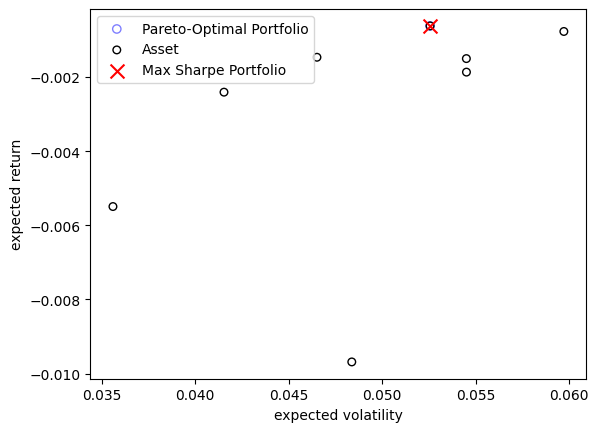 Pareto-Optimal Portfolio
Asset
Max Sharpe Portfolio
expected return
−0.002
−0.004
−0.006
−0.008
−0.010
0.035 0.040 0.045 0.050 0.055 0.060
expected volatility